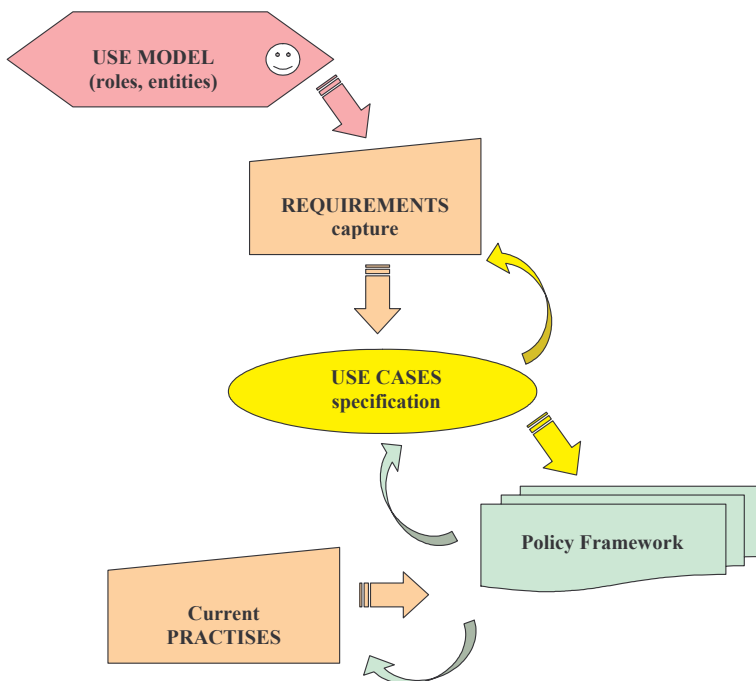 USE MODEL
(roles, entities)
REQUIREMENTS
capture
USE CASES
specification
Policy Framework
Current
PRACTISES